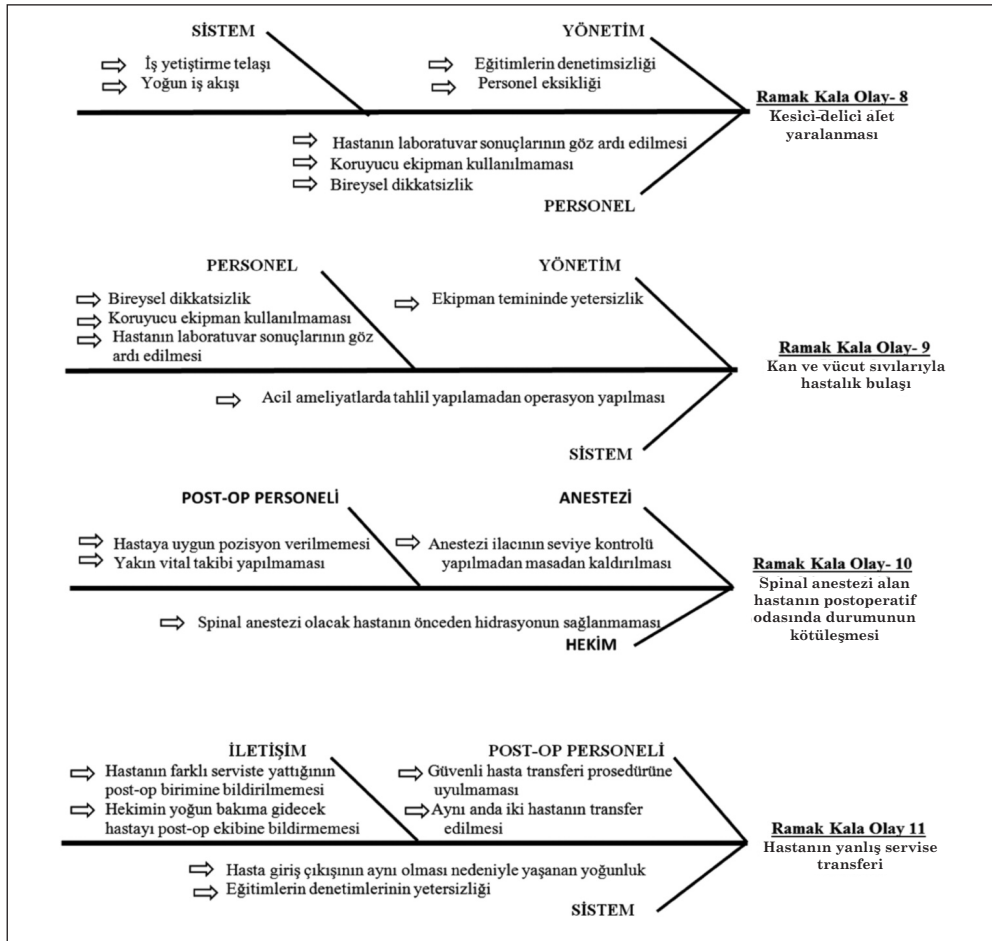 SİSTEM
İş yetiştirme telaşı
Yoğun iş akışı
YÖNETİM
Eğitimlerin denetimsizliği
Personel eksikliği
Hastanın laboratuvar sonuçlarının göz ardı edilmesi
Koruyucu ekipman kullanılmaması
Bireysel dikkatsizlik
PERSONEL
Ramak Kala Olay- 8
Kesici-delici alet
yaralanması
PERSONEL
Bireysel dikkatsizlik
Koruyucu ekipman kullanılmaması
Hastanın laboratuvar sonuçlarının göz
ardı edilmesi
YÖNETİM
Ekipman temininde yetersizlik
Acil ameliyatlarda tahlil yapılamadan operasyon yapılması
SİSTEM
Ramak Kala Olay- 9
Kan ve vücut sıvılarıyla
hastalık bulaşı
POST-OP PERSONELİ
Hastaya uygun pozisyon verilmemesi
Yakın vital takibi yapılmaması
ANESTEZİ
Anestezi ilacının seviye kontrolü
yapılmadan masadan kaldırılması
Spinal anestezi olacak hastanın önceden hidrasyonun sağlanmaması
HEKİM
Ramak Kala Olay- 10
Spinal anestezi alan
hastanın postoperatif
odasında durumunun
kötüleşmesi
İLETİŞİM
Hastanın farklı serviste yattığının
post-op birimine bildirilmemesi
Hekimin yoğun bakıma gidecek
hastayı post-op ekibine bildirmemesi
POST-OP PERSONELİ
Güvenli hasta transferi prosedürüne
uyulmaması
Aynı anda iki hastanın transfer
edilmesi
Hasta giriş çıkışının aynı olması nedeniyle yaşanan yoğunluk
Eğitimlerin denetimlerinin yetersizliği
SİSTEM
Ramak Kala Olay 11
Hastanın yanlış servise
transferi